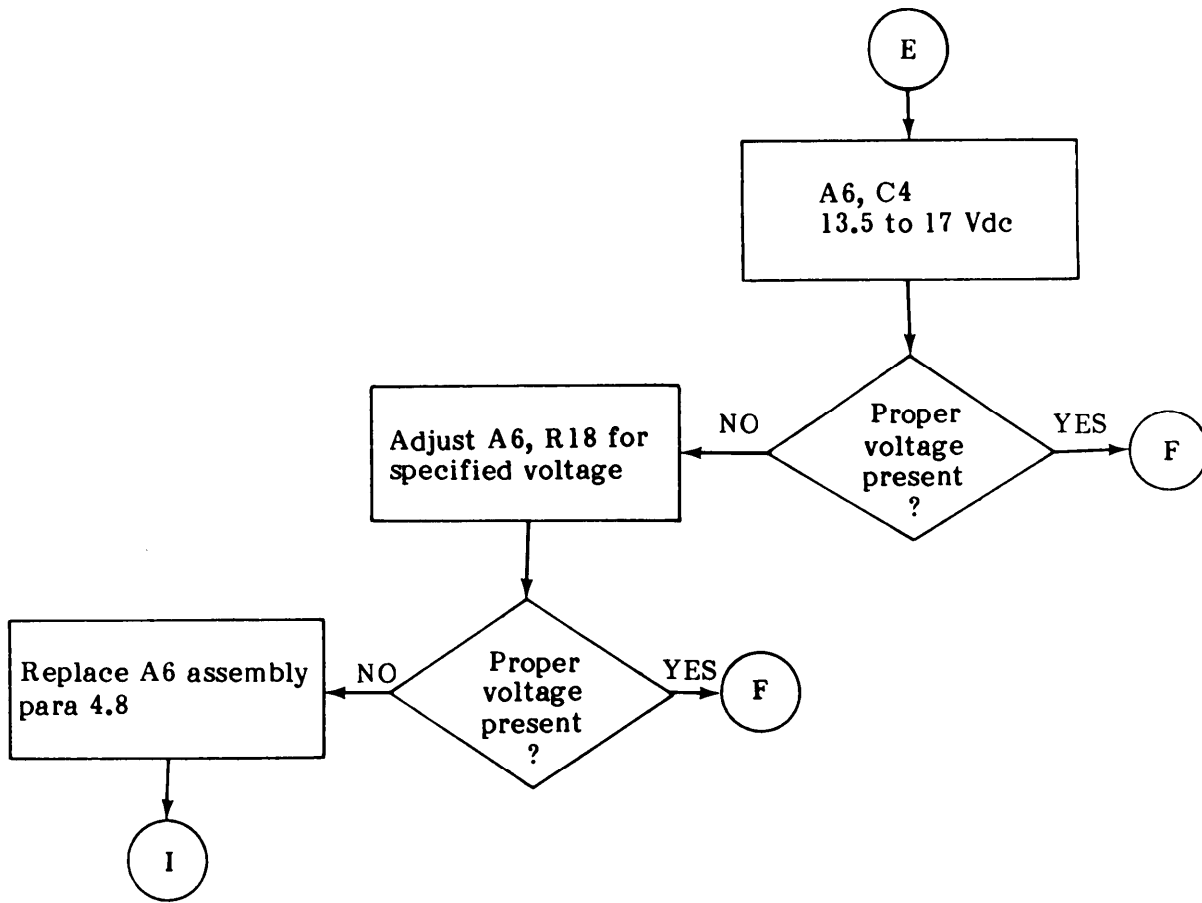 E
A6, C4
13.5 to 17 Vdc
Proper
voltage
present
?
NO
YES
F
Adjust A6, R18 for
specified voltage
Proper
voltage
present
?
NO
YES
F
Replace A6 assembly
para 4.8
I